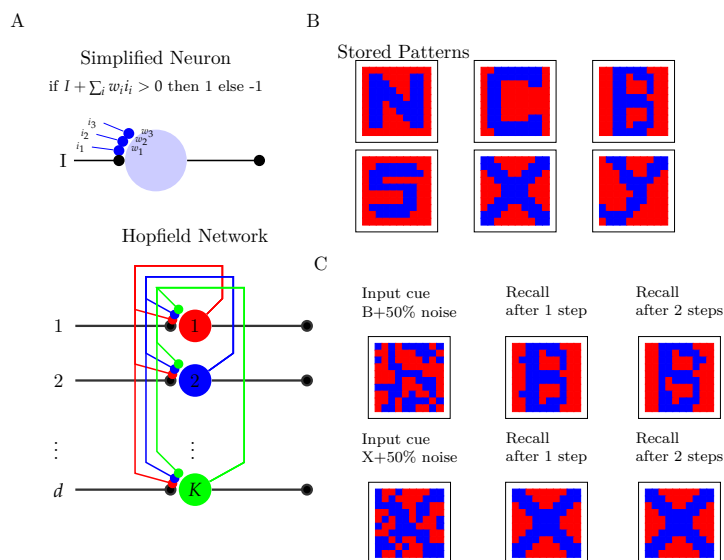 A
Simplified Neuron
if I + ∑ᵢ wᵢiᵢ > 0 then 1 else -1
i₃
i₂
i₁
w₃
w₂
w₁
I
Hopfield Network
1
1
2
2
⋮
⋮
d
K
B
Stored Patterns
N C B
S X y
C
Input cue
B+50% noise
Recall
after 1 step
Recall
after 2 steps
Input cue
X+50% noise
Recall
after 1 step
Recall
after 2 steps